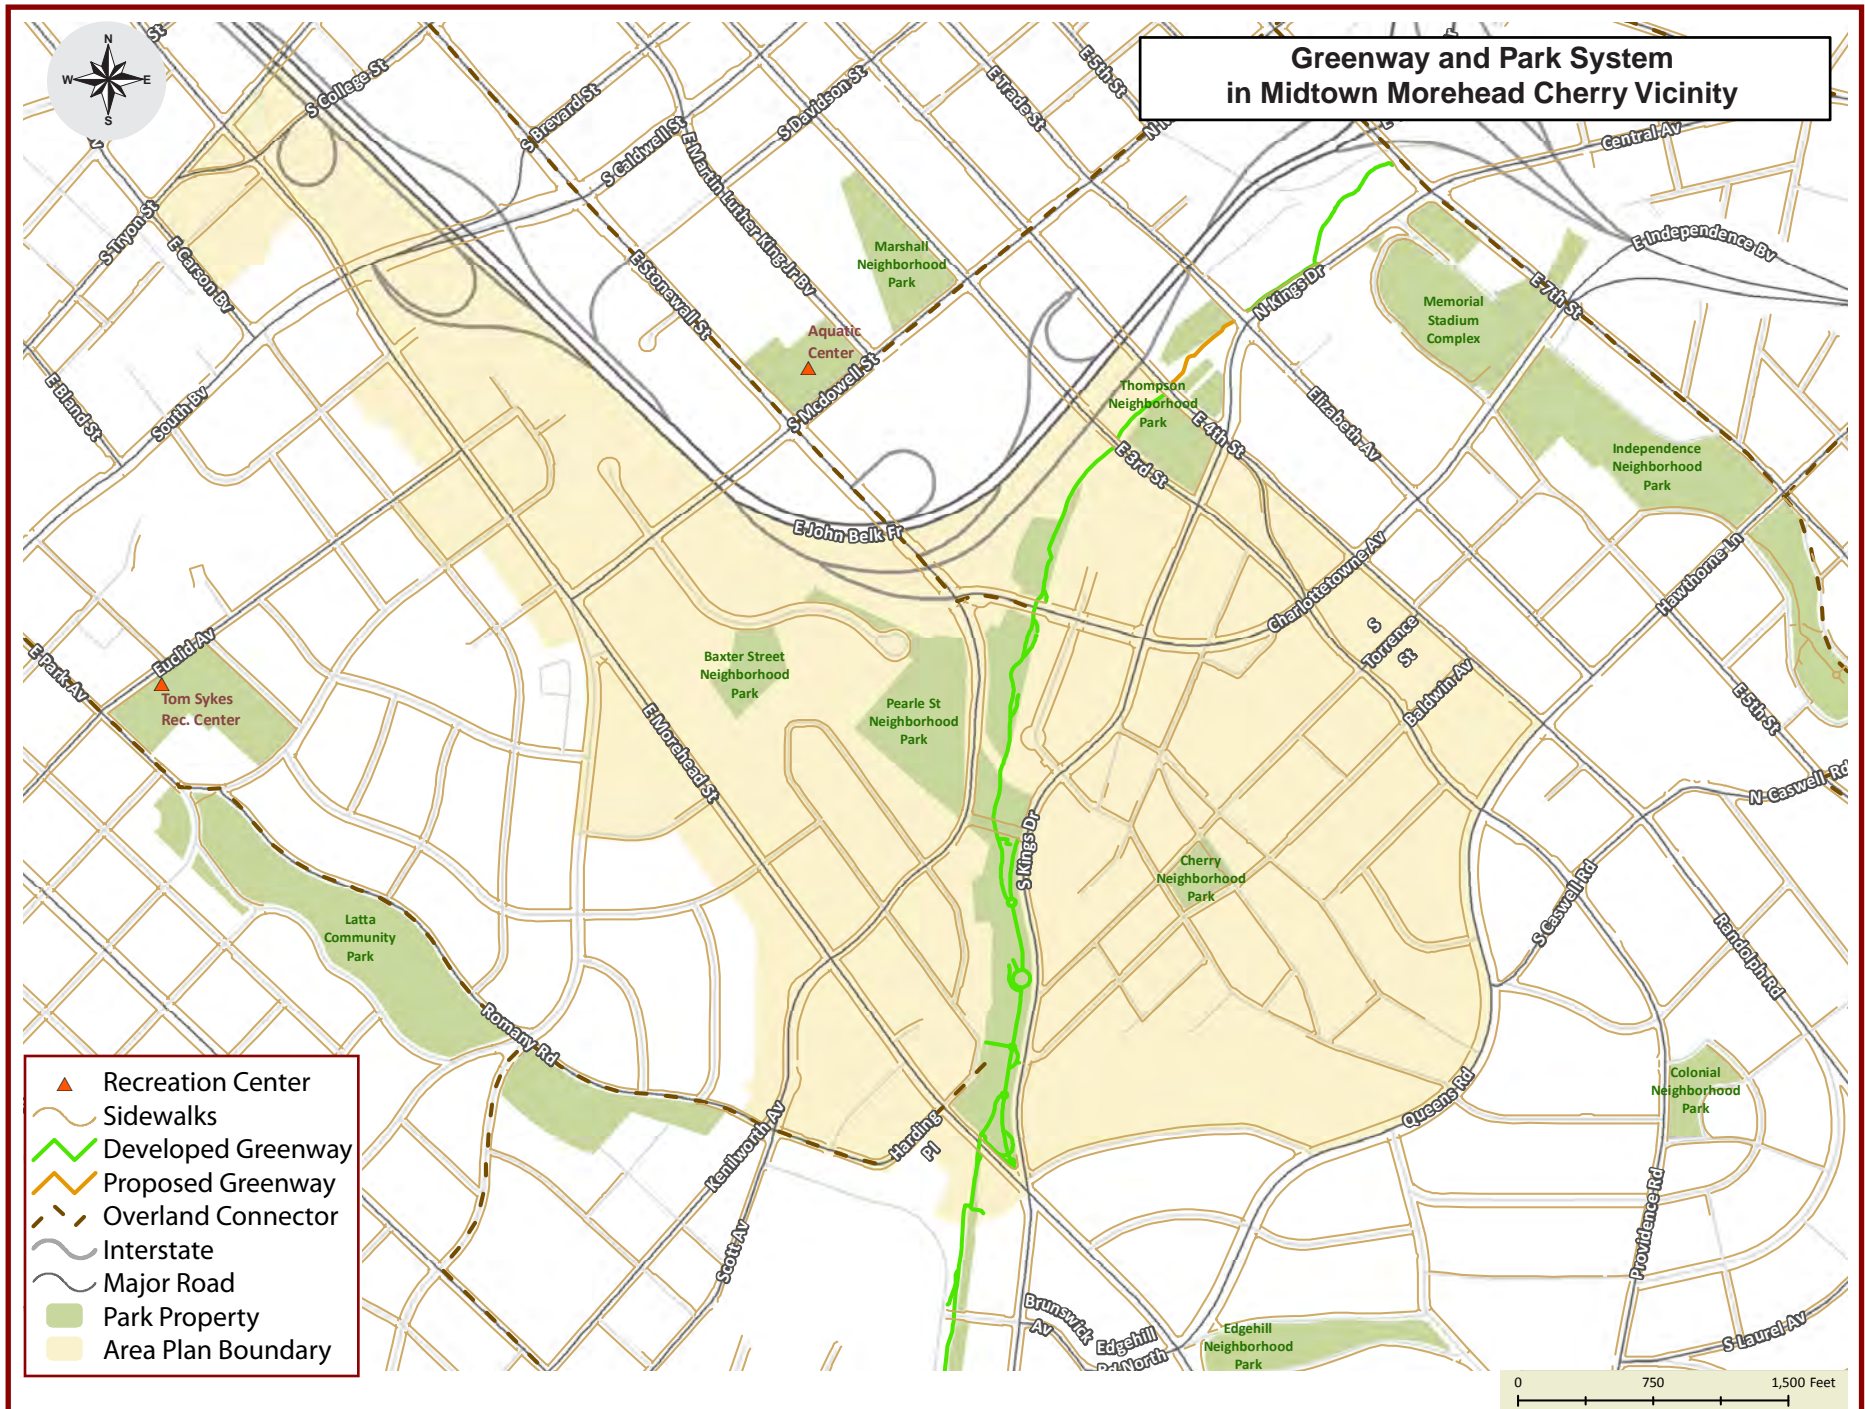 Greenway and Park System
in Midtown Morehead Cherry Vicinity
N
W
E
S
St
S College St
S Brevard St
S Caldwell St
S Davidson St
E Martin Luther King Jr Bv
E Trade St
E 5th St
Central Av
E Independence Bv
S Tryon St
E Carson Bv
E Stonewall St
Marshall
Neighborhood
Park
Aquatic
Center
S Mcdowell St
N Kings Dr
Memorial
Stadium
Complex
E 7th St
E Bland St
South Bv
Thompson
Neighborhood
Park
E 4th St
E 3rd St
Elizabeth Av
Independence
Neighborhood
Park
E John Belk Fr
Charlottetowne Av
Hawthorne Ln
S
Torrence
St
Baldwin Av
E 5th St
Euclid Av
E Park Av
Tom Sykes
Rec. Center
Baxter Street
Neighborhood
Park
Pearle St
Neighborhood
Park
E Morehead St
N Caswell Rd
S Kings Dr
Cherry
Neighborhood
Park
S Caswell Rd
Randolph Rd
Latta
Community
Park
Romany Rd
Colonial
Neighborhood
Park
Queens Rd
Harding
Pl
Kenilworth Av
Scott Av
Providence Rd
Brunswick
Av
Edgehill
Rd North
Edgehill
Neighborhood
Park
S Laurel Av
Recreation Center
Sidewalks
Developed Greenway
Proposed Greenway
Overland Connector
Interstate
Major Road
Park Property
Area Plan Boundary
0
750
1,500 Feet